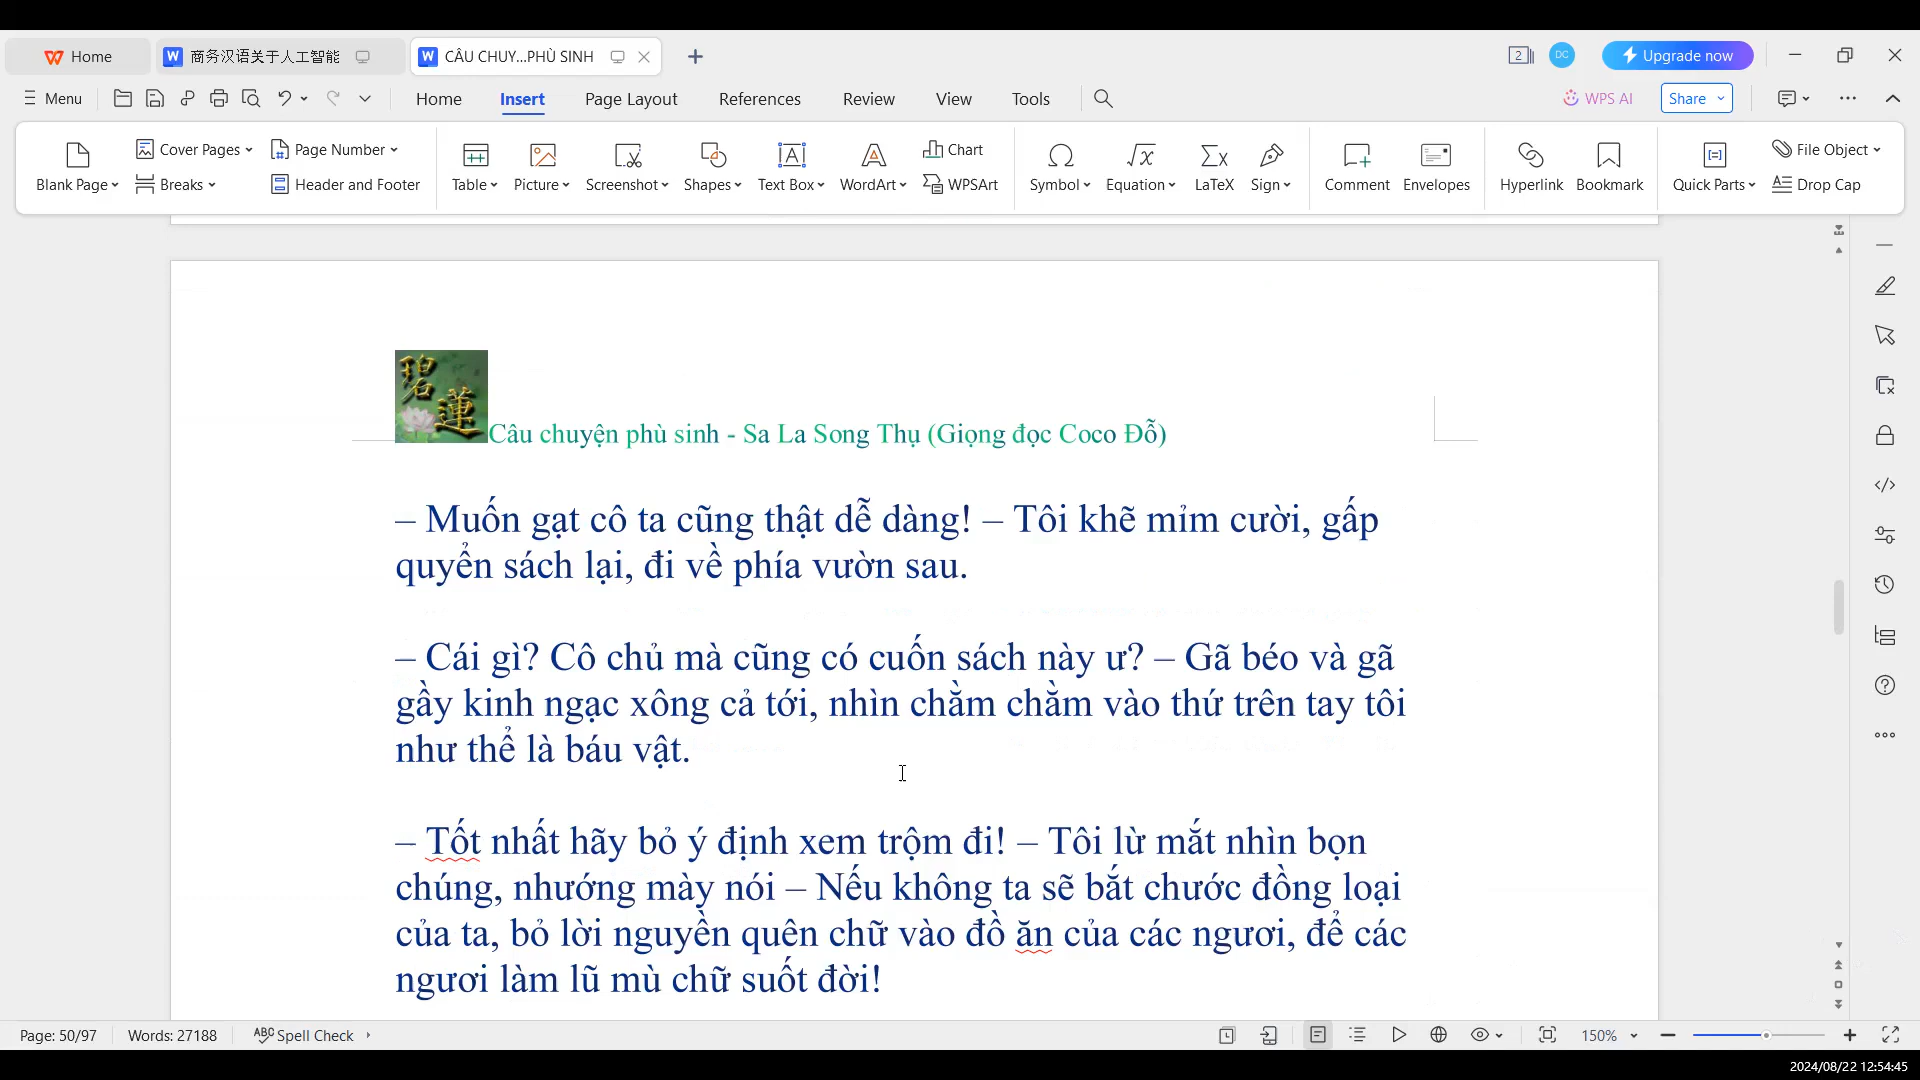 Home
商务汉语关于人工智能
CÂU CHUY...PHÙ SINH
2
DC
Upgrade now
Menu
Home
Insert
Page Layout
References
Review
View
Tools
WPS AI
Share
Blank Page
Cover Pages
Breaks
Page Number
Header and Footer
Table
Picture
Screenshot
Shapes
Text Box
WordArt
Chart
WPSArt
Symbol
Equation
LaTeX
Sign
Comment
Envelopes
Hyperlink
Bookmark
Quick Parts
File Object
Drop Cap
碧蓮
Câu chuyện phù sinh - Sa La Song Thụ (Giọng đọc Coco Đỗ)
– Muốn gạt cô ta cũng thật dễ dàng! – Tôi khẽ mỉm cười, gấp
quyển sách lại, đi về phía vườn sau.
– Cái gì? Cô chủ mà cũng có cuốn sách này ư? – Gã béo và gã
gầy kinh ngạc xông cả tới, nhìn chằm chằm vào thứ trên tay tôi
như thể là báu vật.
– Tốt nhất hãy bỏ ý định xem trộm đi! – Tôi lừ mắt nhìn bọn
chúng, nhướng mày nói – Nếu không ta sẽ bắt chước đồng loại
của ta, bỏ lời nguyền quên chữ vào đồ ăn của các ngươi, để các
ngươi làm lũ mù chữ suốt đời!
Page: 50/97
Words: 27188
Spell Check
150%
2024/08/22 12:54:45